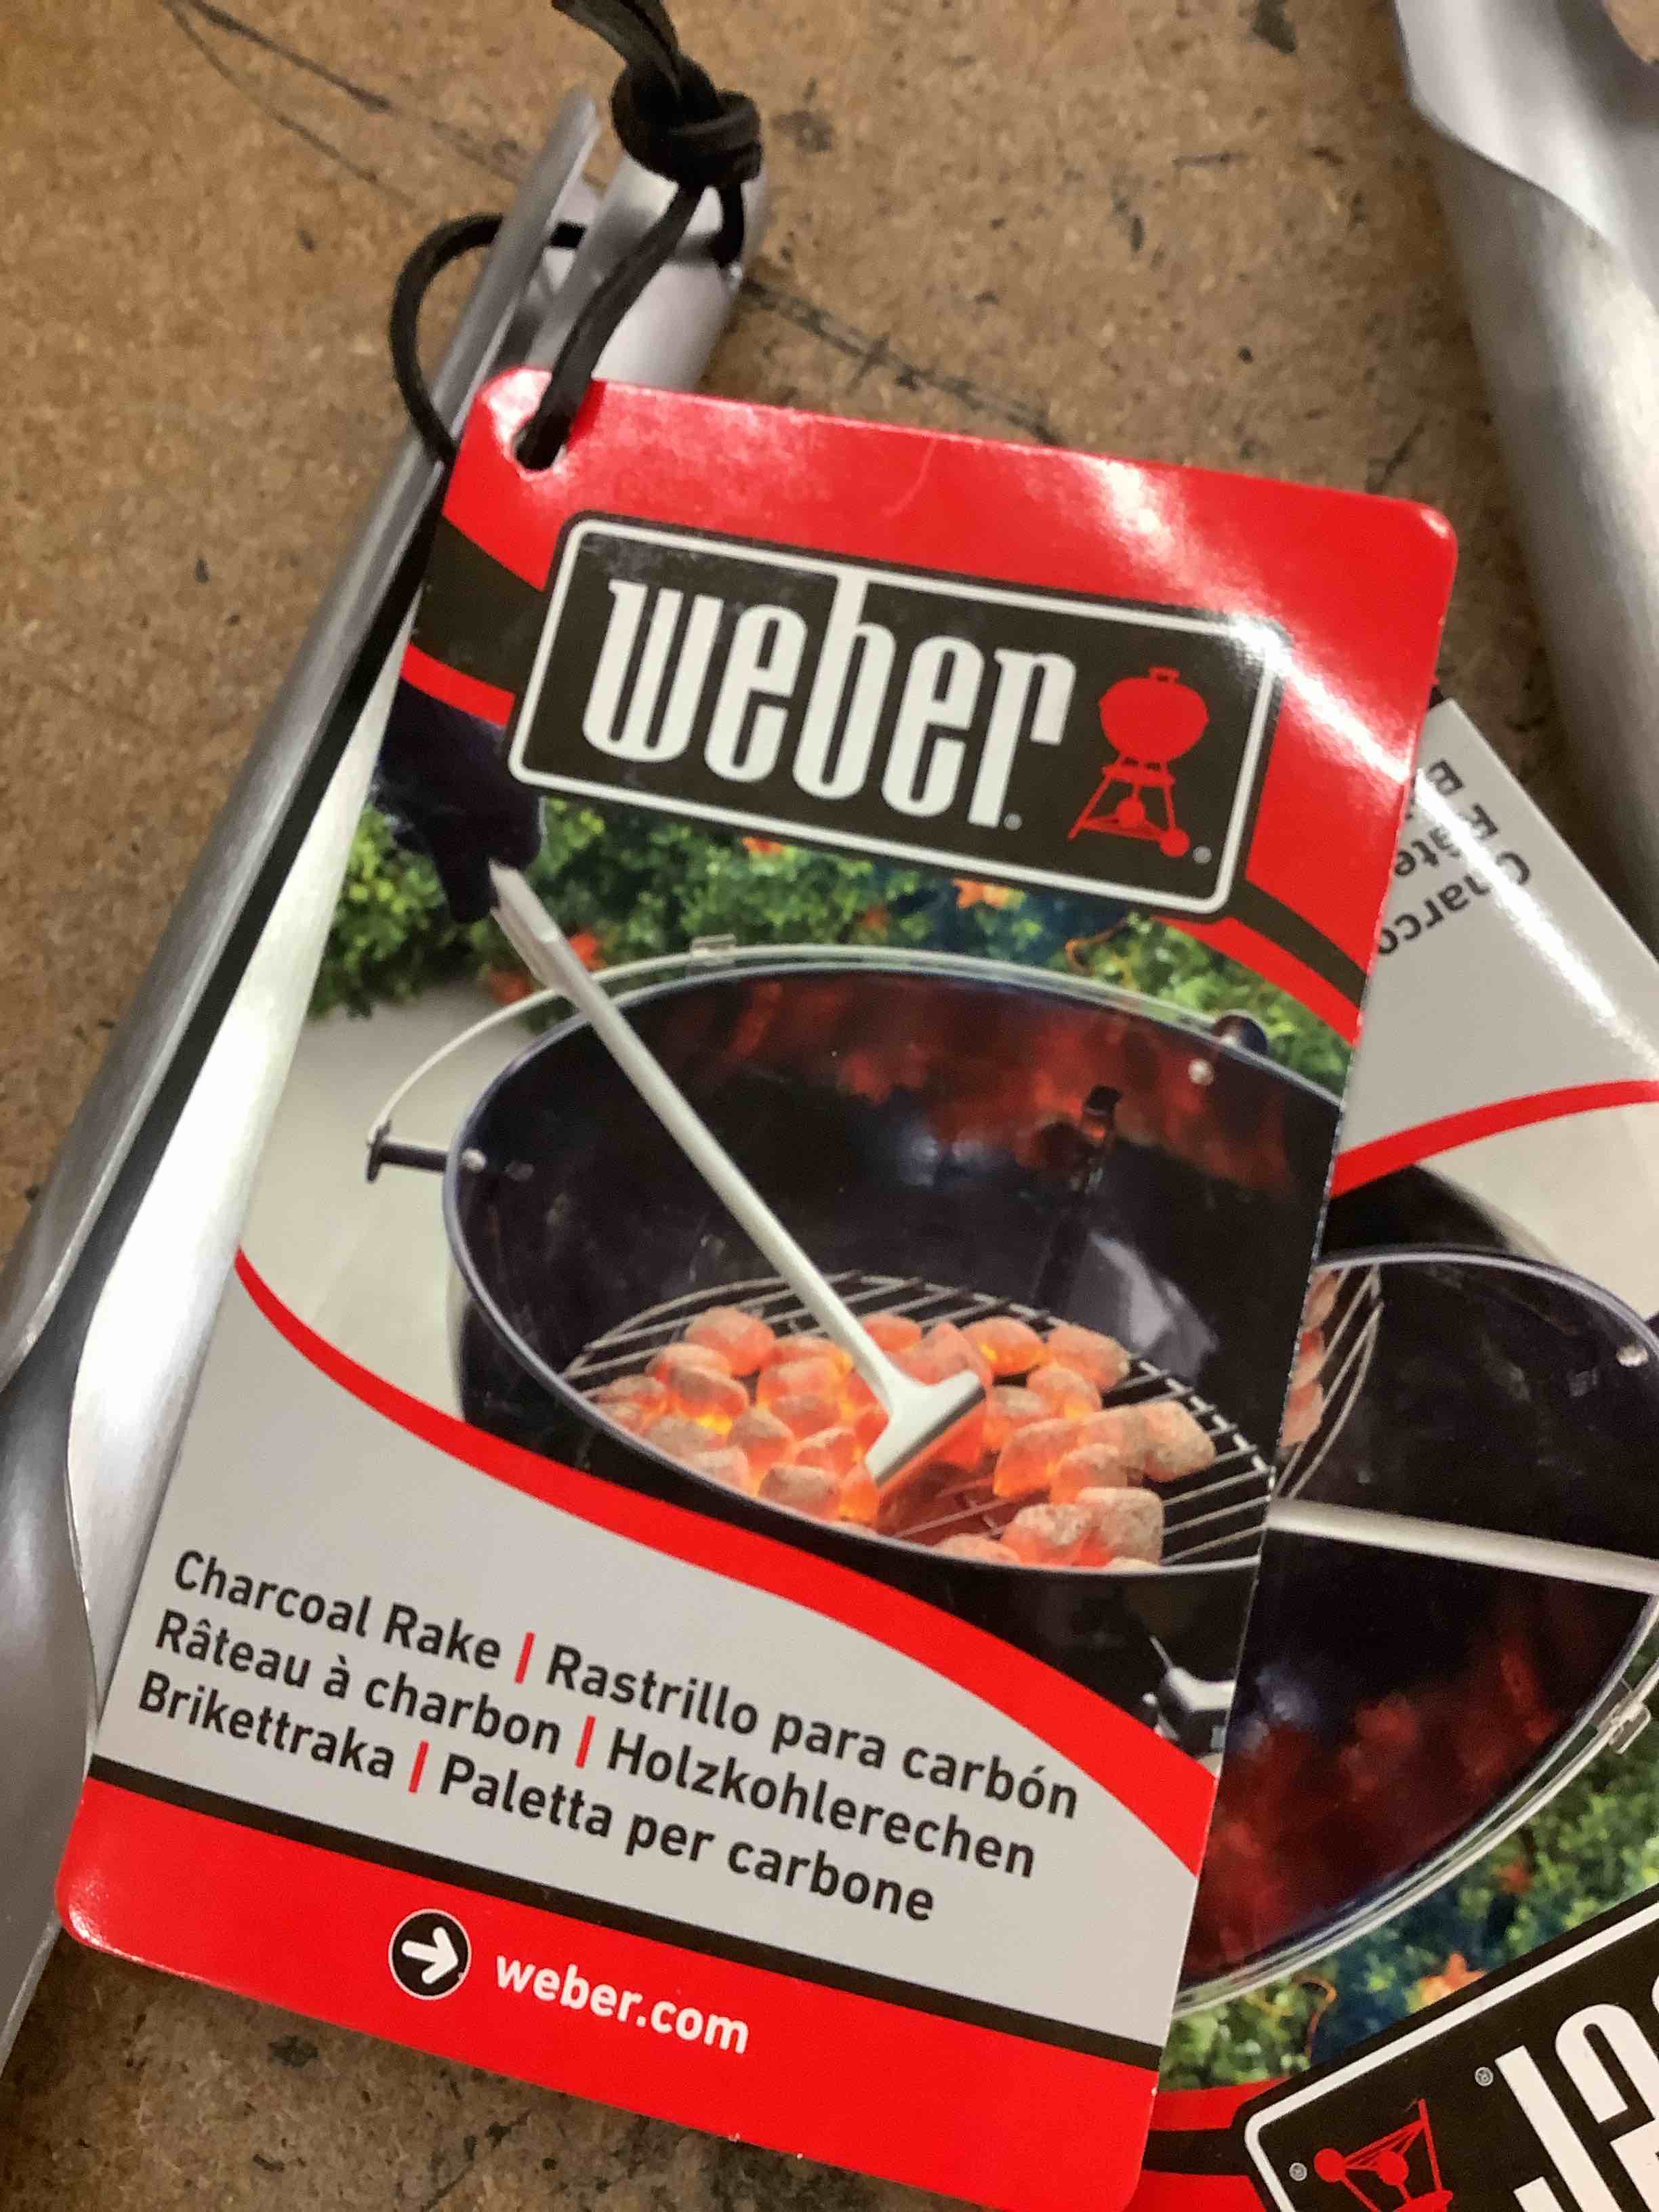 weber
Charcoal Rake | Rastrillo para carbón
Râteau à charbon | Holzkohlerechen
Brikettraka | Paletta per carbone
weber.com